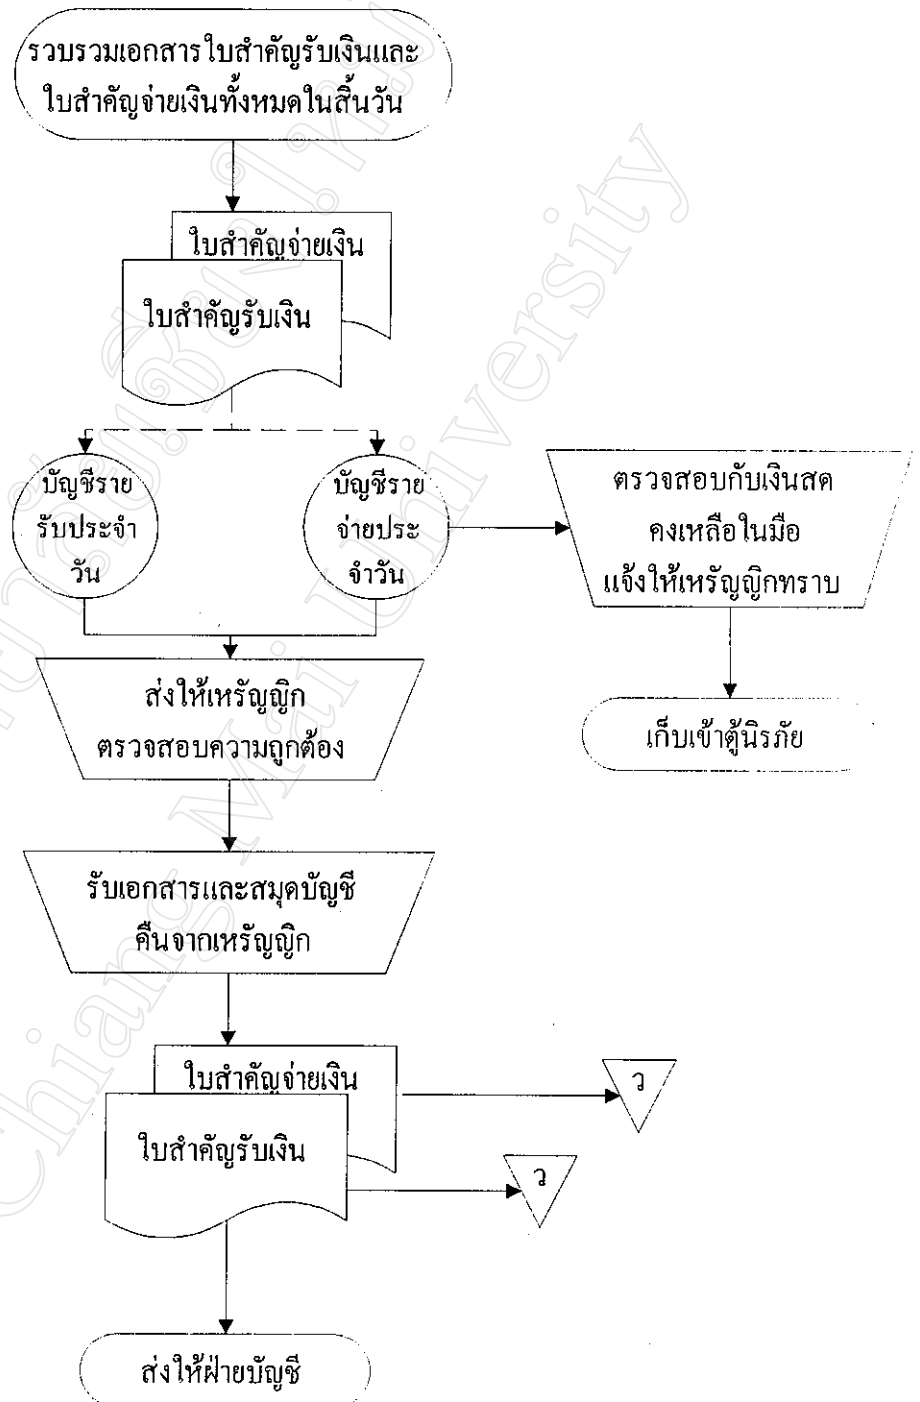 รวบรวมเอกสารใบสำคัญรับเงินและ
ใบสำคัญจ่ายเงินทั้งหมดในสิ้นวัน
ใบสำคัญจ่ายเงิน
ใบสำคัญรับเงิน
บัญชีราย
รับประจำ
วัน
บัญชีราย
จ่ายประ
จำวัน
ตรวจสอบกับเงินสด
คงเหลือในมือ
แจ้งให้เหรัญญิกทราบ
ส่งให้เหรัญญิก
ตรวจสอบความถูกต้อง
เก็บเข้าตู้นิรภัย
รับเอกสารและสมุดบัญชี
คืนจากเหรัญญิก
ใบสำคัญจ่ายเงิน
ว
ใบสำคัญรับเงิน
ว
ส่งให้ฝ่ายบัญชี
Chiang Mai University